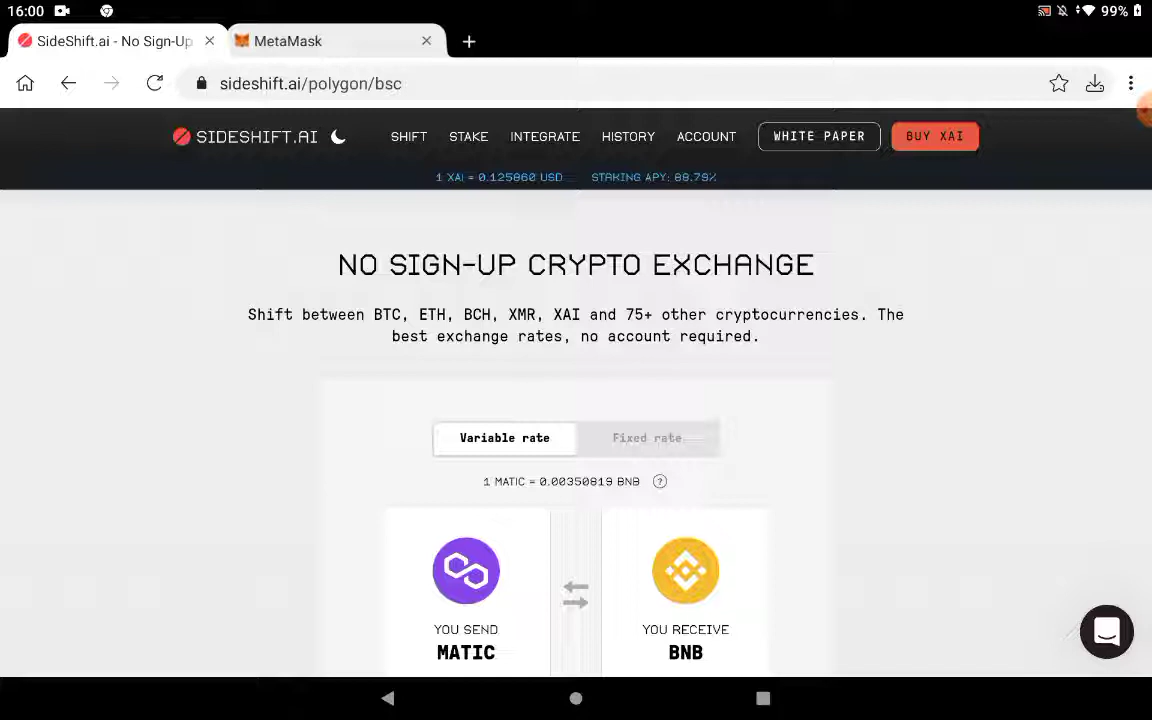 16:00
99%
SideShift.ai - No Sign-Up
MetaMask
sideshift.ai/polygon/bsc
SIDESHIFT.AI
SHIFT
STAKE
INTEGRATE
HISTORY
ACCOUNT
WHITE PAPER
BUY XAI
1 XAI = 0.125860 USD
STAKING APY: 88.79%
NO SIGN-UP CRYPTO EXCHANGE
Shift between BTC, ETH, BCH, XMR, XAI and 75+ other cryptocurrencies. The
best exchange rates, no account required.
Variable rate
Fixed rate
1 MATIC = 0.00350819 BNB ?
YOU SEND
MATIC
YOU RECEIVE
BNB